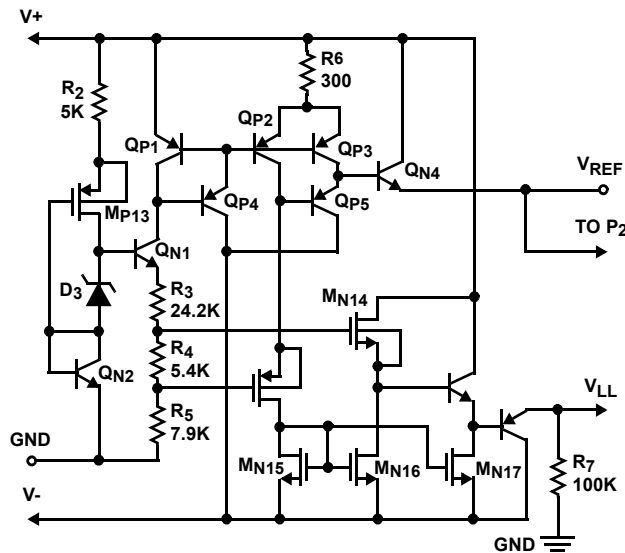 V+
R2
5K
R6
300
QP1
QP2
QP3
QN4
VREF
MP13
QP4
QP5
TO P2
QN1
D3
R3
24.2K
MN14
QN2
R4
5.4K
VLL
GND
R5
7.9K
MN15
MN16
MN17
R7
100K
V-
GND